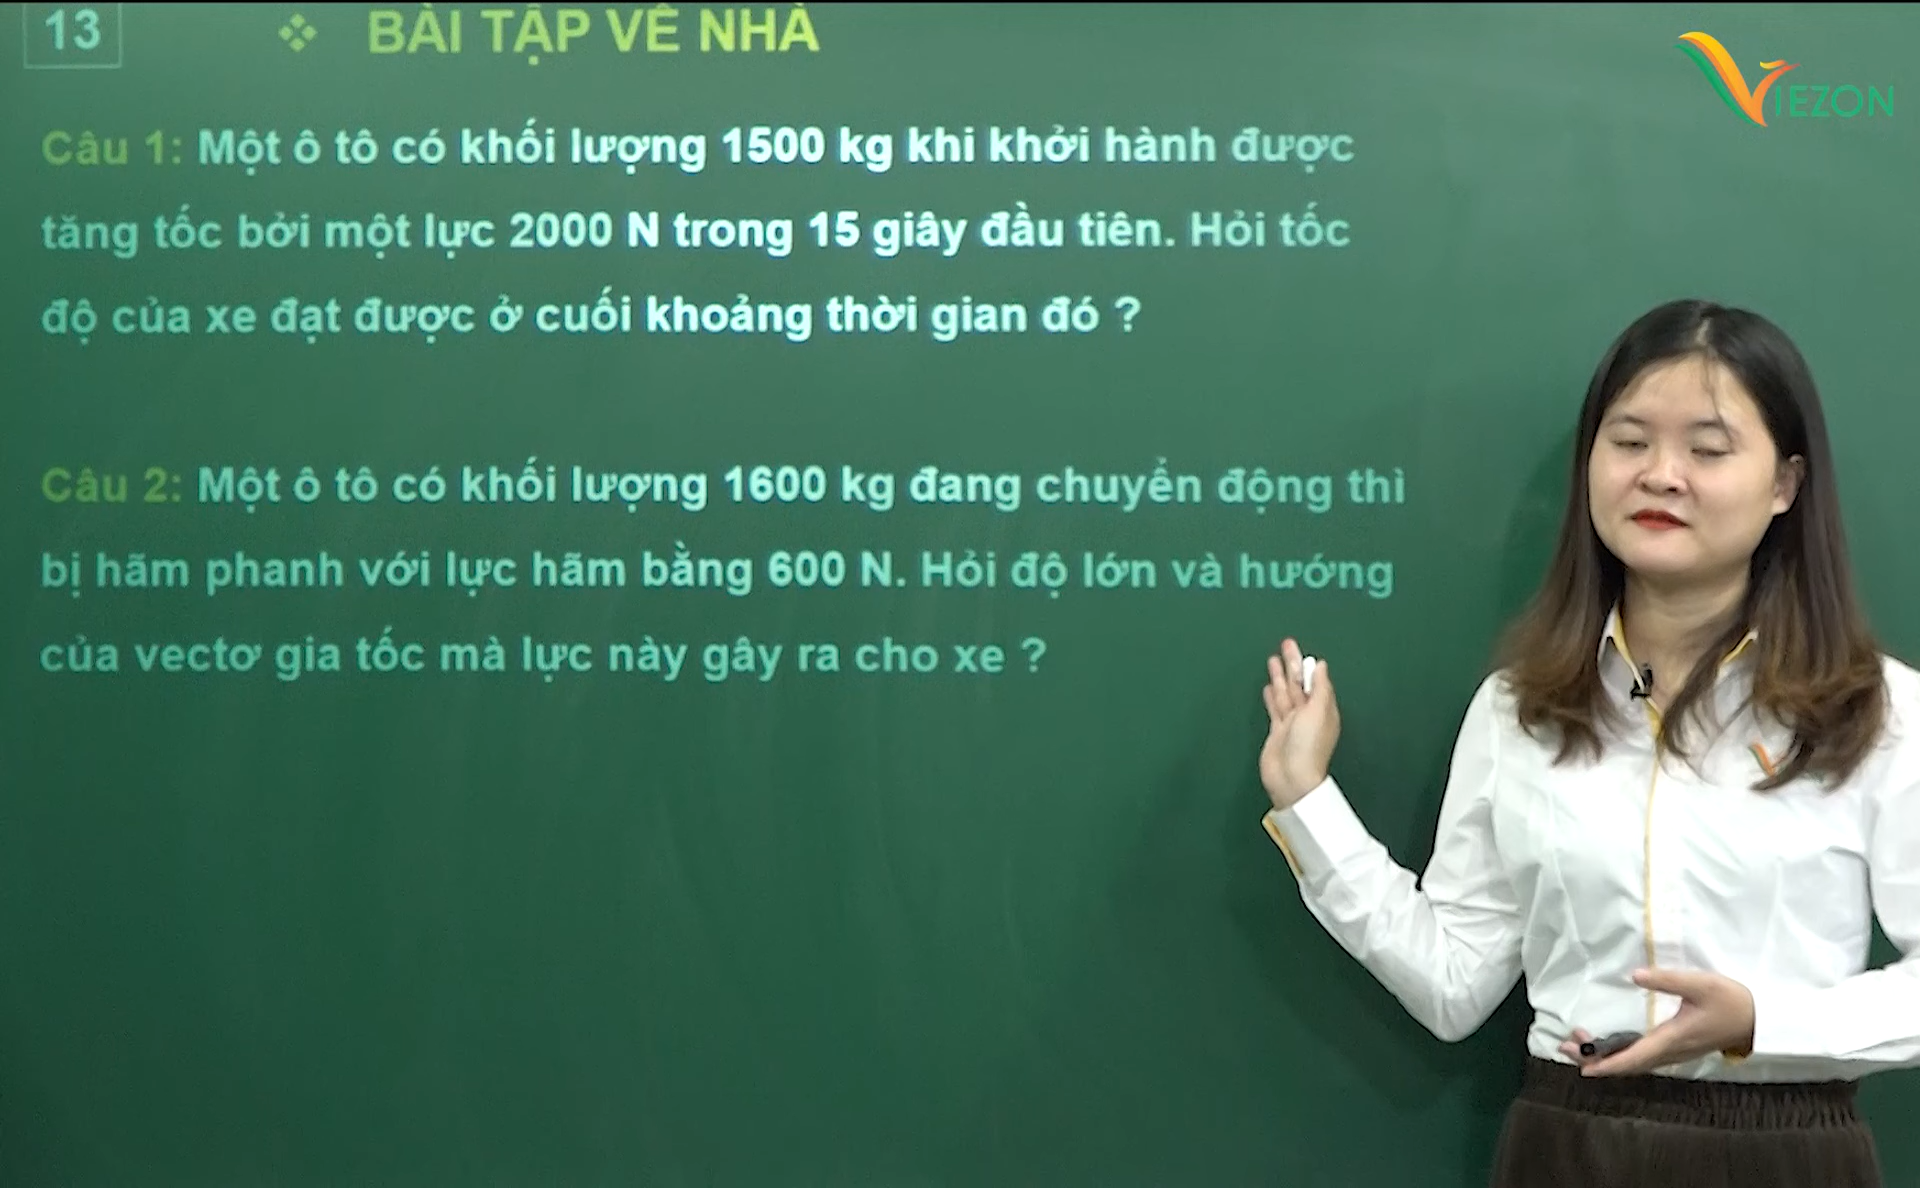 13
❖ BÀI TẬP VỀ NHÀ
VIEZON
Câu 1: Một ô tô có khối lượng 1500 kg khi khởi hành được
tăng tốc bởi một lực 2000 N trong 15 giây đầu tiên. Hỏi tốc
độ của xe đạt được ở cuối khoảng thời gian đó ?
Câu 2: Một ô tô có khối lượng 1600 kg đang chuyển động thì
bị hãm phanh với lực hãm bằng 600 N. Hỏi độ lớn và hướng
của vectơ gia tốc mà lực này gây ra cho xe ?